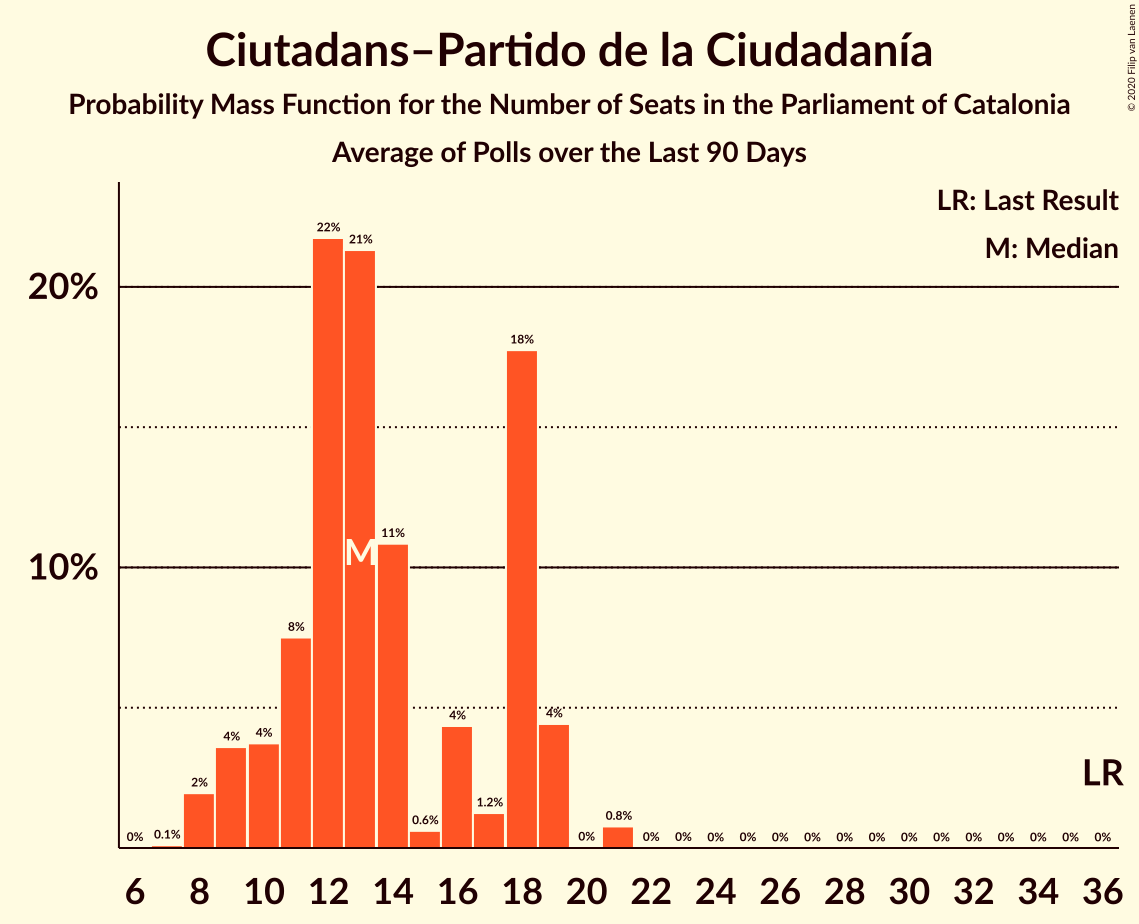 Ciutadans–Partido de la Ciudadanía
Probability Mass Function for the Number of Seats in the Parliament of Catalonia
Average of Polls over the Last 90 Days
© 2020 Filip van Laenen
LR: Last Result
M: Median
20%
10%
0% 0.1% 2% 4% 4% 8% 22% 21% 11% 0.6% 4% 1.2% 18% 4% 0% 0.8% 0% 0% 0% 0% 0% 0% 0% 0% 0% 0% 0% 0% 0% 0% 0%
M
LR
6 8 10 12 14 16 18 20 22 24 26 28 30 32 34 36